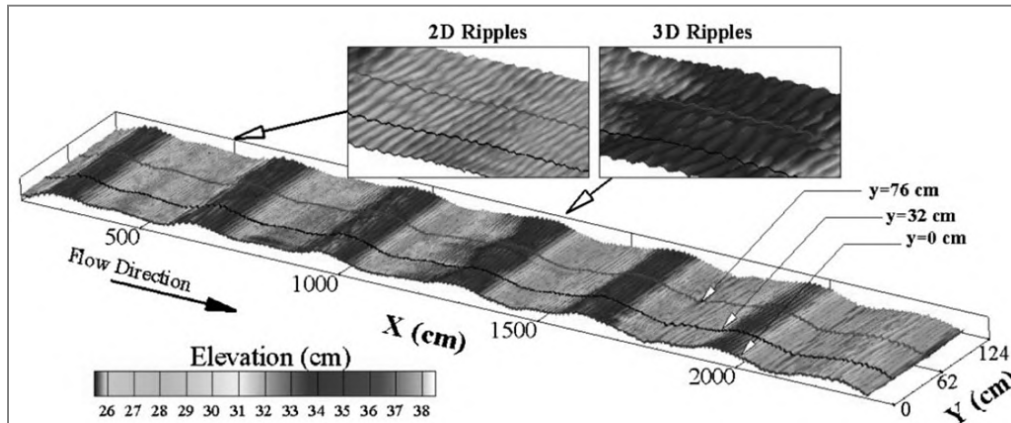 2D Ripples
3D Ripples
y=76 cm
y=32 cm
y=0 cm
500
Flow Direction
1000
X (cm)
1500
2000
0
62
124
Y (cm)
Elevation (cm)
26 27 28 29 30 31 32 33 34 35 36 37 38